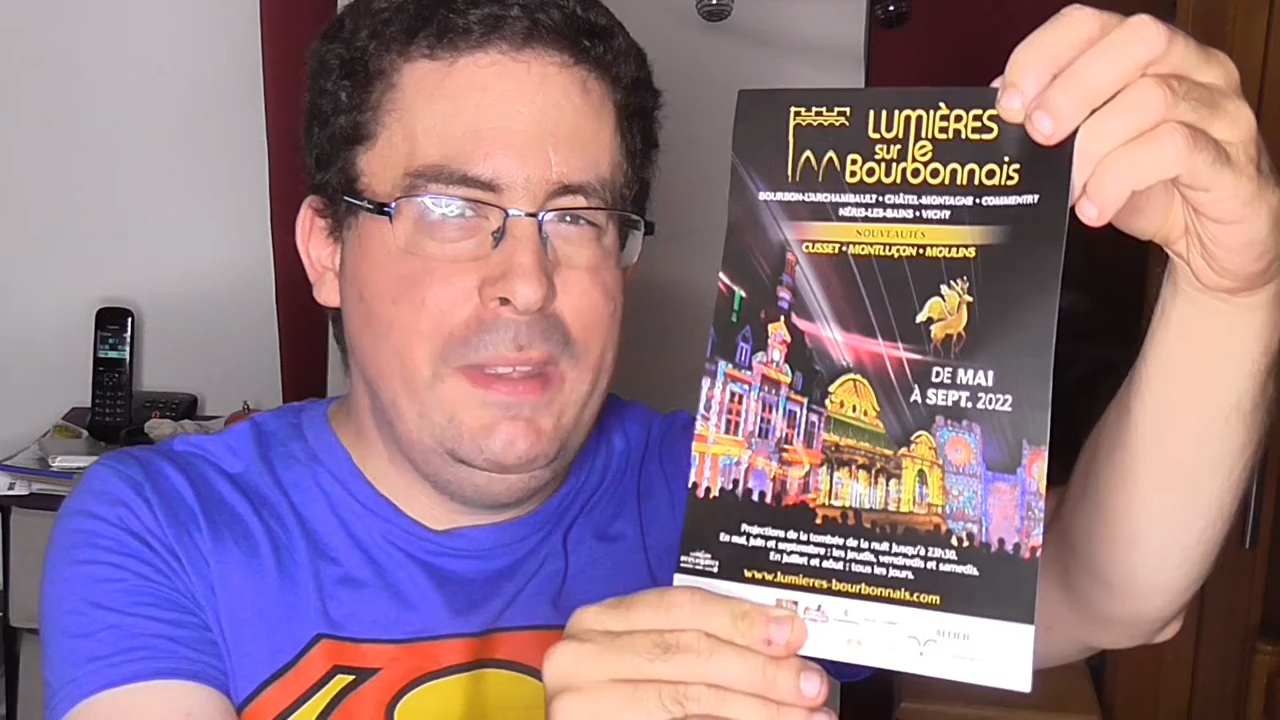 LUMIÈRES
sur le
Bourbonnais
BOURBON-L'ARCHAMBAULT • CHÂTEL-MONTAGNE • COMMENTRY
NÉRIS-LES-BAINS • VICHY
NOUVEAUTÉS
CUSSET • MONTLUÇON • MOULINS
DE MAI
À SEPT. 2022
Projections de la tombée de la nuit jusqu'à 23h30.
En mai, juin et septembre : les jeudis, vendredis et samedis.
En juillet et août : tous les jours.
www.lumieres-bourbonnais.com
ALLIER